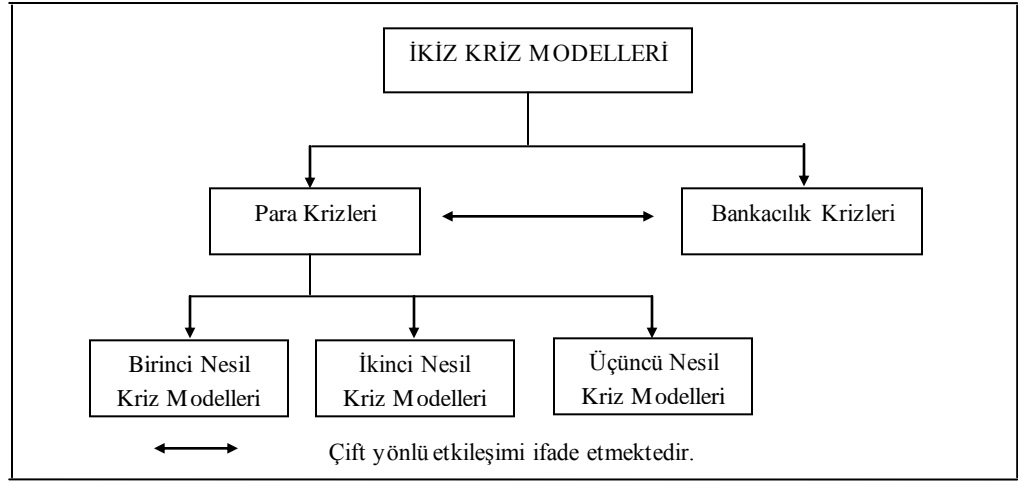 İKİZ KRİZ MODELLERİ
Para Krizleri
Bankacılık Krizleri
Birinci Nesil
Kriz Modelleri
İkinci Nesil
Kriz Modelleri
Üçüncü Nesil
Kriz Modelleri
Çift yönlü etkileşimi ifade etmektedir.